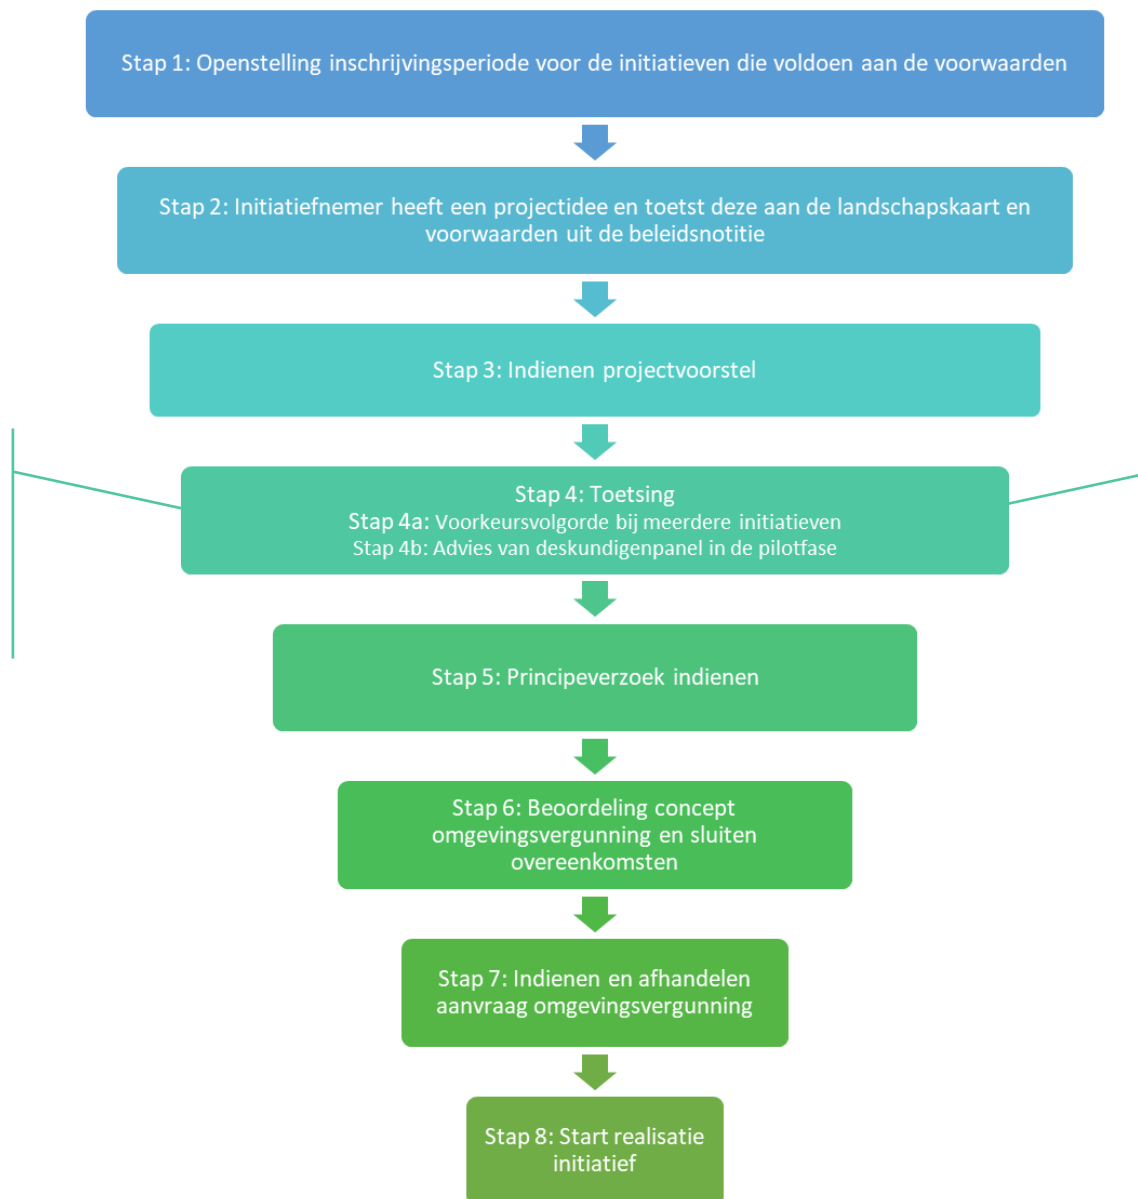 Stap 1: Openstelling inschrijvingsperiode voor de initiatieven die voldoen aan de voorwaarden
Stap 2: Initiatiefnemer heeft een projectidee en toetst deze aan de landschapskaart en
voorwaarden uit de beleidsnotitie
Stap 3: Indienen projectvoorstel
Stap 4: Toetsing
Stap 4a: Voorkeursvolgorde bij meerdere initiatieven
Stap 4b: Advies van deskundigenpanel in de pilotfase
Stap 5: Principeverzoek indienen
Stap 6: Beoordeling concept
omgevingsvergunning en sluiten
overeenkomsten
Stap 7: Indienen en afhandelen
aanvraag omgevingsvergunning
Stap 8: Start realisatie
initiatief